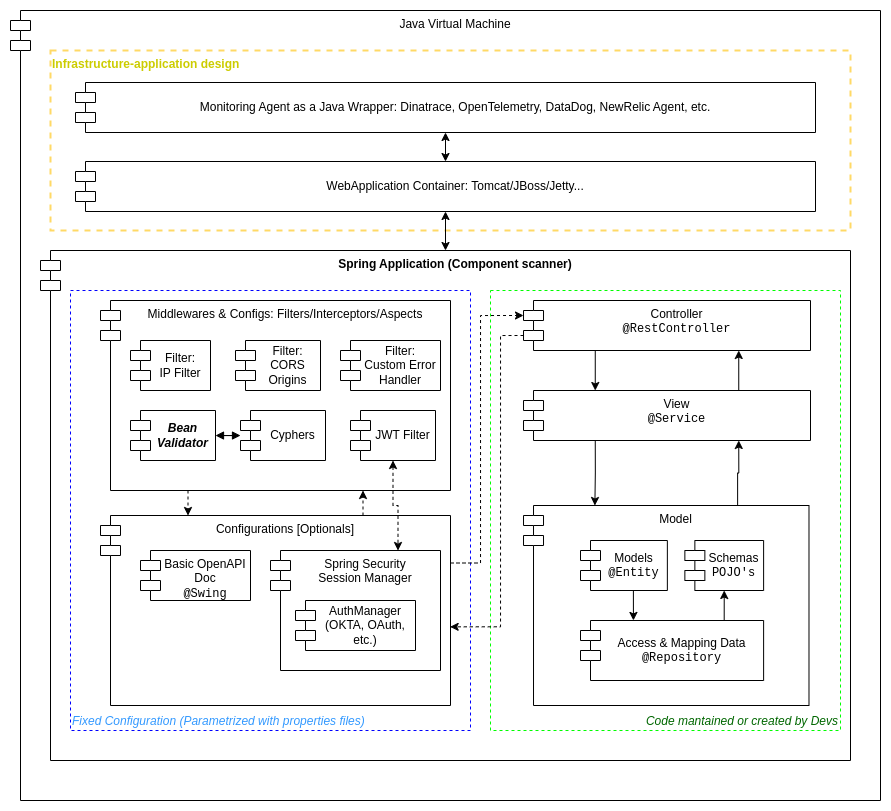 Java Virtual Machine
Infrastructure-application design
Monitoring Agent as a Java Wrapper: Dinatrace, OpenTelemetry, DataDog, NewRelic Agent, etc.
WebApplication Container: Tomcat/JBoss/Jetty...
Spring Application (Component scanner)
Middlewares & Configs: Filters/Interceptors/Aspects
Filter:
IP Filter
Filter:
CORS
Origins
Filter:
Custom Error
Handler
Bean
Validator
Cyphers
JWT Filter
Configurations [Optionals]
Basic OpenAPI
Doc
@Swing
Spring Security
Session Manager
AuthManager
(OKTA, OAuth,
etc.)
Fixed Configuration (Parametrized with properties files)
Controller
@RestController
View
@Service
Model
Models
@Entity
Schemas
POJO's
Access & Mapping Data
@Repository
Code mantained or created by Devs